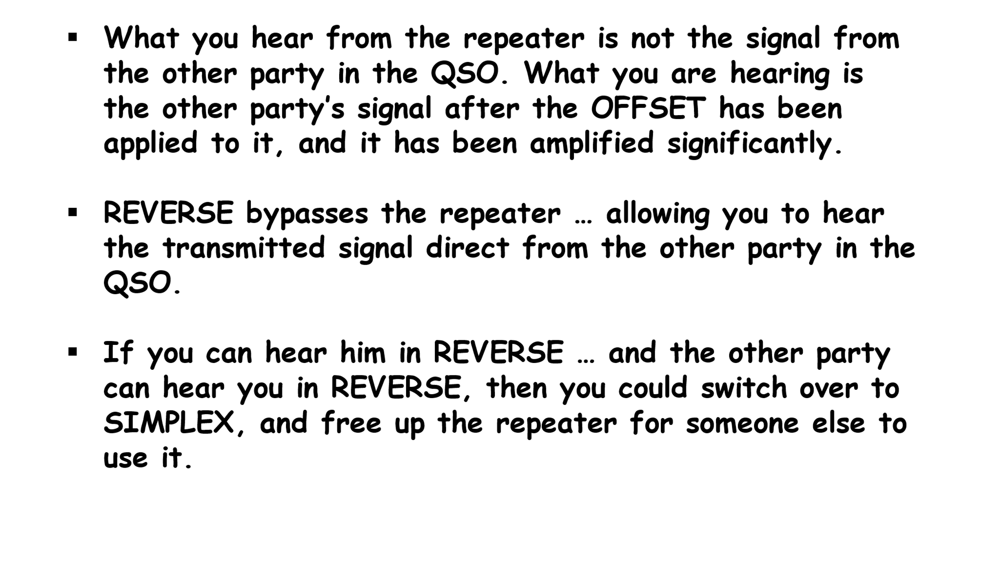 ▪ What you hear from the repeater is not the signal from
the other party in the QSO. What you are hearing is
the other party's signal after the OFFSET has been
applied to it, and it has been amplified significantly.
▪ REVERSE bypasses the repeater … allowing you to hear
the transmitted signal direct from the other party in the
QSO.
▪ If you can hear him in REVERSE … and the other party
can hear you in REVERSE, then you could switch over to
SIMPLEX, and free up the repeater for someone else to
use it.